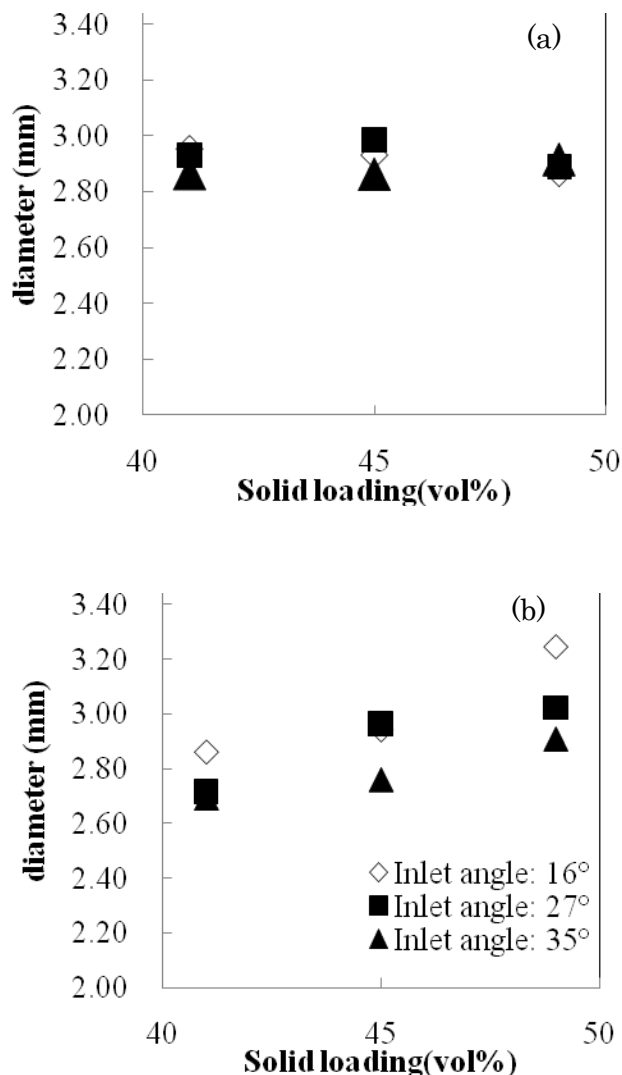 (a)
3.40
3.20
3.00
2.80
2.60
2.40
2.20
2.00
diameter (mm)
40 45 50
Solid loading(vol%)
(b)
3.40
3.20
3.00
2.80
2.60
2.40
2.20
2.00
diameter (mm)
Inlet angle: 16°
Inlet angle: 27°
Inlet angle: 35°
40 45 50
Solid loading(vol%)